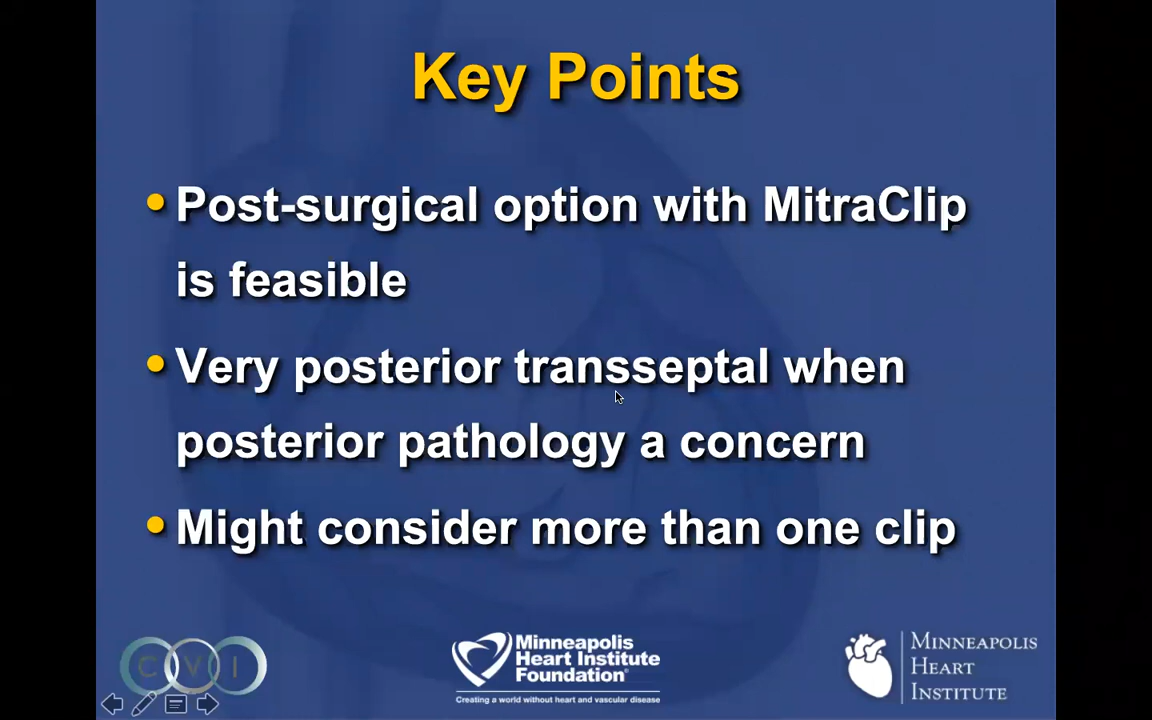 Key Points
• Post-surgical option with MitraClip
is feasible
• Very posterior transseptal when
posterior pathology a concern
• Might consider more than one clip
CVI
Minneapolis
Heart Institute
Foundation®
Creating a world without heart and vascular disease
MINNEAPOLIS
HEART
INSTITUTE